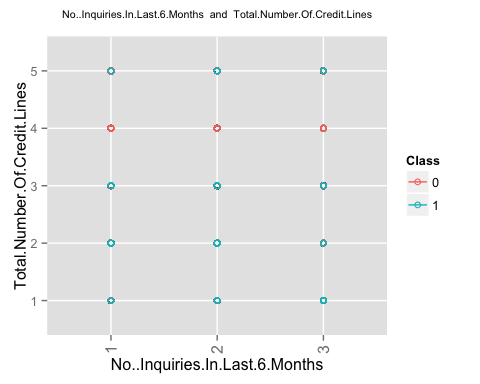 No..Inquiries.In.Last.6.Months and Total.Number.Of.Credit.Lines
Total.Number.Of.Credit.Lines
5
4
3
2
1
1
2
3
No..Inquiries.In.Last.6.Months
Class
0
1